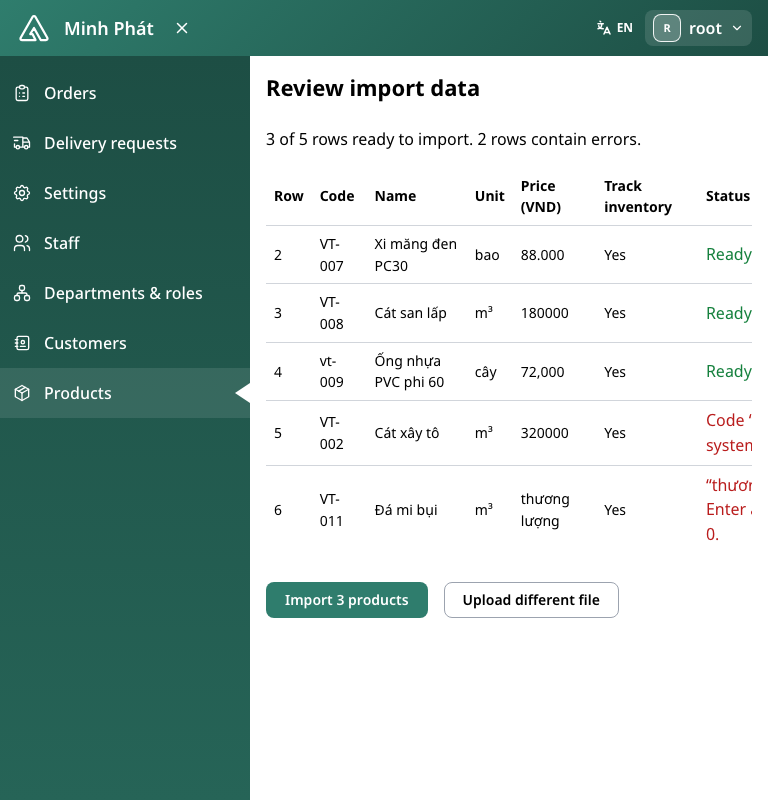 Minh Phát
EN
R
root
Orders
Delivery requests
Settings
Staff
Departments & roles
Customers
Products
Review import data
3 of 5 rows ready to import. 2 rows contain errors.
Row Code Name Unit Price (VND) Track inventory Status
2 VT-007 Xi măng đen PC30 bao 88.000 Yes Ready
3 VT-008 Cát san lấp m³ 180000 Yes Ready
4 vt-009 Ống nhựa PVC phi 60 cây 72,000 Yes Ready
5 VT-002 Cát xây tô m³ 320000 Yes Code
6 VT-011 Đá mi bụi m³ thương lượng Yes Enter 0.
Import 3 products
Upload different file